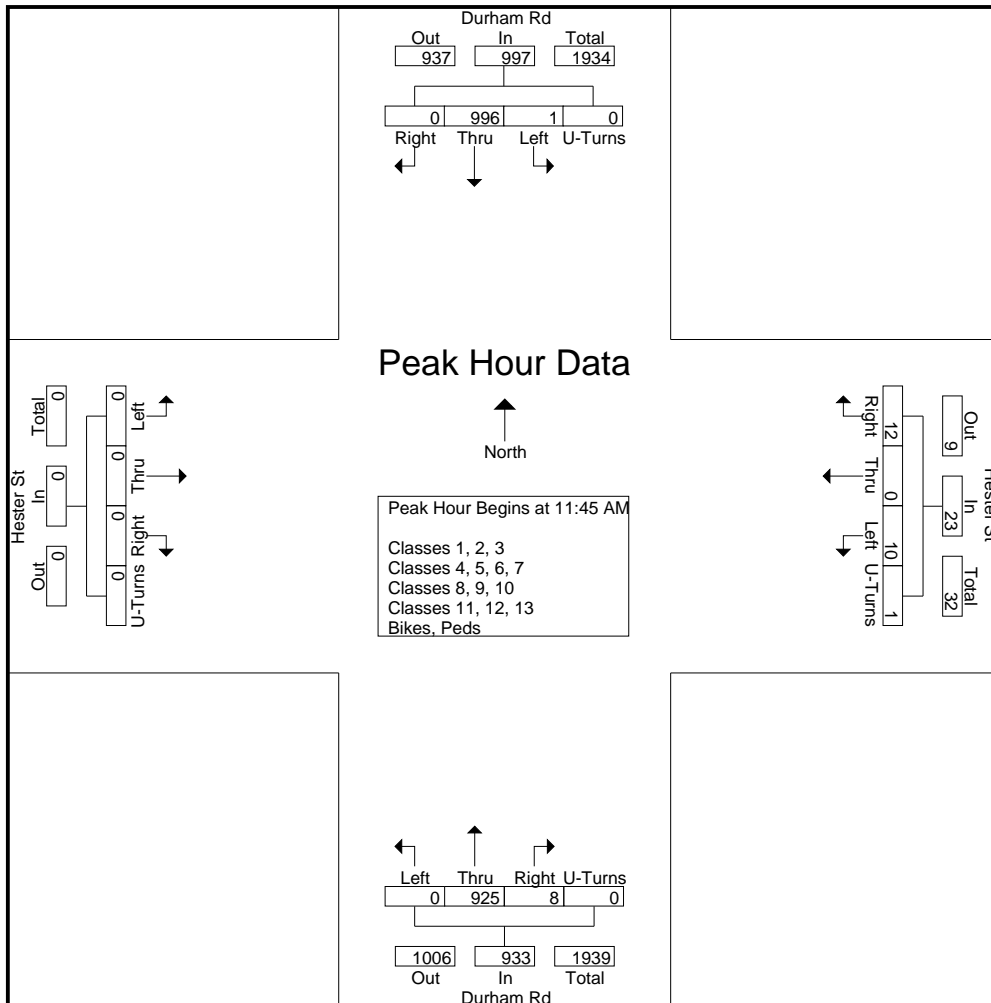 Durham Rd
Out In Total
937 997 1934
0 996 1 0
Right Thru Left U-Turns
Peak Hour Data
North
Peak Hour Begins at 11:45 AM
Classes 1, 2, 3
Classes 4, 5, 6, 7
Classes 8, 9, 10
Classes 11, 12, 13
Bikes, Peds
Hester St
Out In Total
0 0 0
U-Turns Right Thru Left
0 0 0 0
Right Thru Left U-Turns
12 0 10 1
Out In Total
9 23 32
Hester St
Left Thru Right U-Turns
0 925 8 0
1006 933 1939
Out In Total
Durham Rd